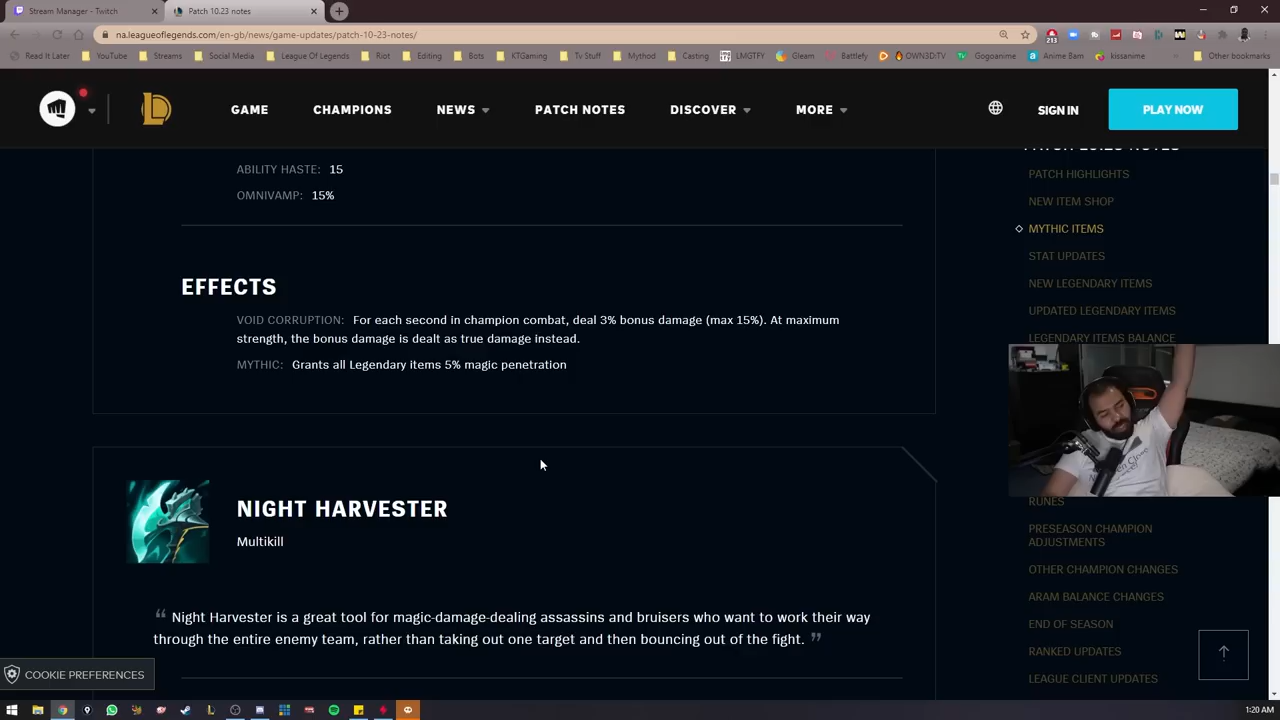 Stream Manager - Twitch
Patch 10.23 notes
na.leagueoflegends.com/en-gb/news/game-updates/patch-10-23-notes/
213
Read It Later YouTube Streams Social Media League Of Legends Riot Editing Bots KTGaming Tv Stuff Mythod Casting LMGTFY Gleam Battlefy OWN3D.TV Gogoanime Anime Barn kissanime Other bookmarks
GAME CHAMPIONS NEWS PATCH NOTES DISCOVER MORE SIGN IN PLAY NOW
ABILITY HASTE: 15
OMNIVAMP: 15%
EFFECTS
VOID CORRUPTION: For each second in champion combat, deal 3% bonus damage (max 15%). At maximum
strength, the bonus damage is dealt as true damage instead.
MYTHIC: Grants all Legendary items 5% magic penetration
NIGHT HARVESTER
Multikill
“ Night Harvester is a great tool for magic-damage-dealing assassins and bruisers who want to work their way
through the entire enemy team, rather than taking out one target and then bouncing out of the fight. ”
COOKIE PREFERENCES
PATCH 10.23 NOTES
PATCH HIGHLIGHTS
NEW ITEM SHOP
MYTHIC ITEMS
STAT UPDATES
NEW LEGENDARY ITEMS
UPDATED LEGENDARY ITEMS
LEGENDARY ITEMS BALANCE
RUNES
PRESEASON CHAMPION
ADJUSTMENTS
OTHER CHAMPION CHANGES
ARAM BALANCE CHANGES
END OF SEASON
RANKED UPDATES
LEAGUE CLIENT UPDATES
1:20 AM